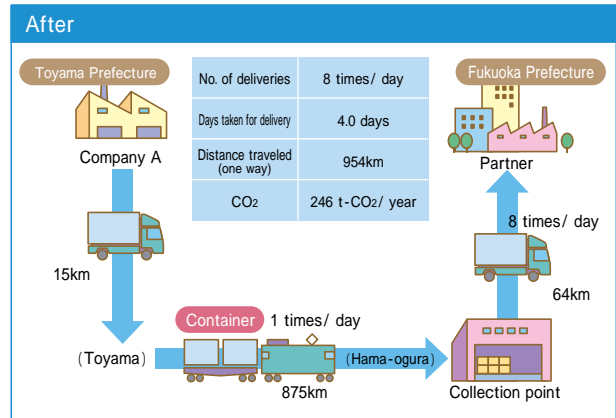 After
Toyama Prefecture
Company A
No. of deliveries 8 times/ day
Days taken for delivery 4.0 days
Distance traveled
(one way) 954km
CO2 246 t-CO2/ year
Fukuoka Prefecture
Partner
8 times/ day
15km
64km
Container 1 times/ day
(Toyama)
(Hama-ogura)
875km
Collection point